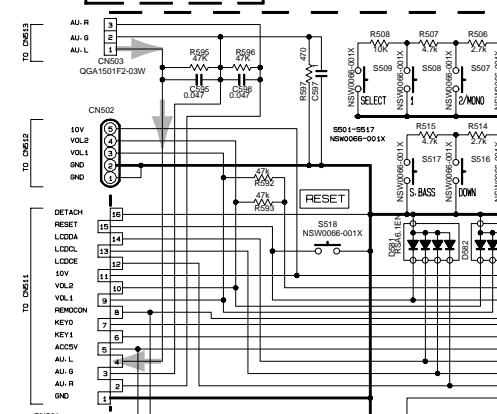 TO CN513
AU.R 3
AU.G 2
AU.L 1
CN503
QGA1501F2-03W
R595
47K
R596
47K
C595
0.047
C596
0.047
470
R597
C597
R508
10K
R507
4.7K
R506
2.7K
NSW0066-001X
S509
SELECT
NSW0066-001X
S508
1
NSW0066-001X
S507
2/MONO
S501-S517
NSW0066-001X
R515
4.7k
R514
2.7k
NSW0066-001X
S517
S.BASS
NSW0066-001X
S516
DOWN
CN502
TO CN512
10V 5
VOL2 4
VOL1 3
GND 2
GND 1
47k
R592
47k
R593
RESET
S518
NSW0066-001X
D581
RSA6.1EN
D582
TO CN511
DETACH 16
RESET 15
LCDDA 14
LCDCL 13
LCDCE 12
10V 11
VOL2 10
VOL1 9
REMOCON 8
KEY0 7
KEY1 6
ACC5V 5
AU.L 4
AU.G 3
AU.R 2
GND 1